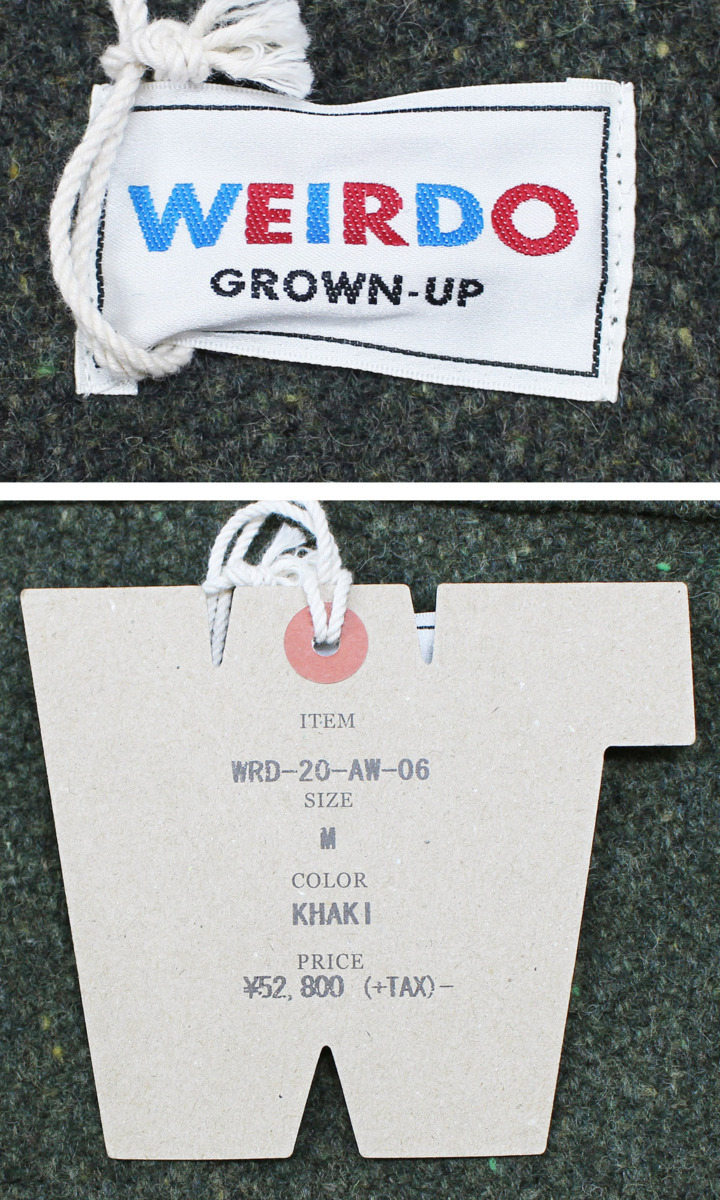 WEIRDO
GROWN-UP
ITEM
WRD-20-AW-06
SIZE
M
COLOR
KHAKI
PRICE
¥52,800 (+TAX)-